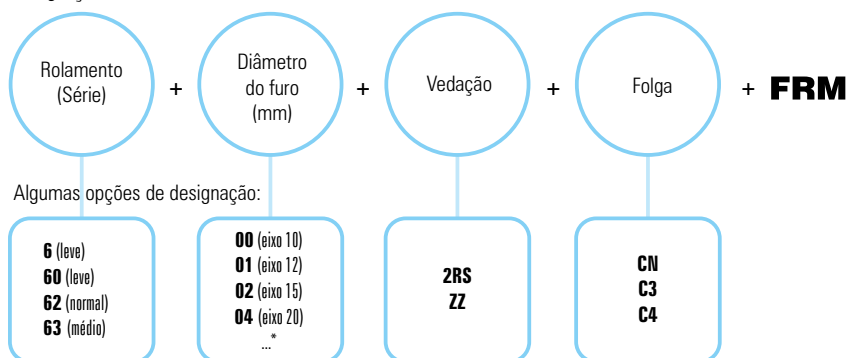 Rolamento
(Série)
+
Diâmetro
do furo
(mm)
+
Vedação
+
Folga
+ FRM
Algumas opções de designação:
6 (leve)
60 (leve)
62 (normal)
63 (médio)
00 (eixo 10)
01 (eixo 12)
02 (eixo 15)
04 (eixo 20)
...*
2RS
ZZ
CN
C3
C4